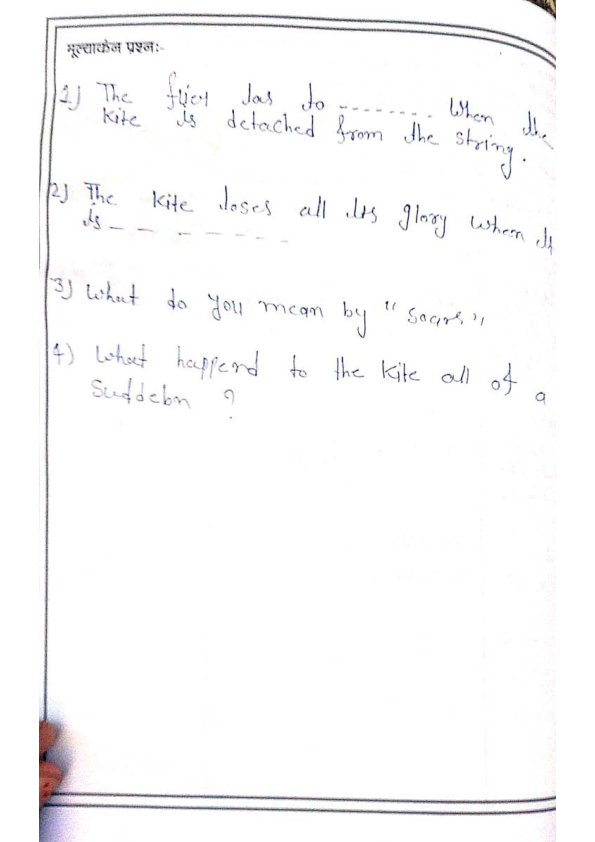 मूल्याकंन प्रश्नः-
1) The flyer has to -------- When the
Kite is detached from the string.
2) The Kite loses all its glory when it
is - - - - - - - -
3) What do you mean by "Soars"
4) What happend to the Kite all of a
Suddebn ?